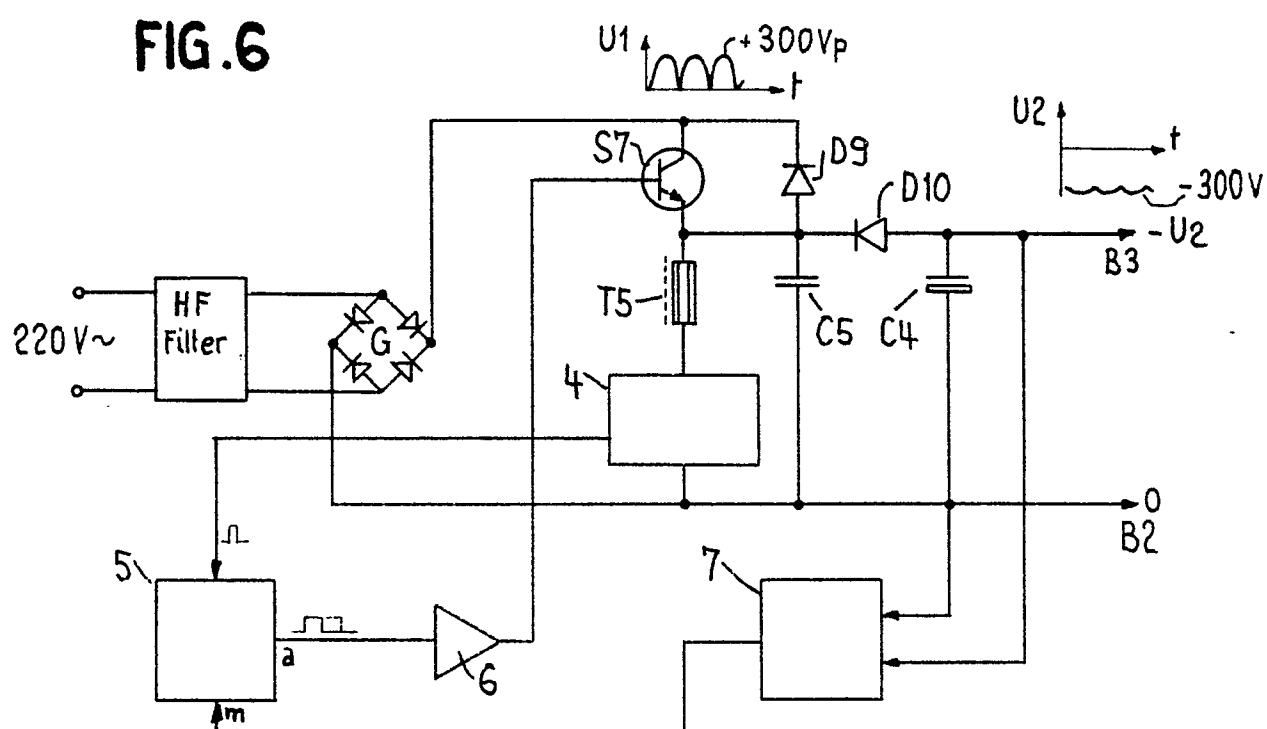 FIG.6
U1
+300Vp
t
U2
t
-300V
S7
D9
D10
-U2
B3
HF
Filter
220V~
G
T5
C5
C4
4
0
B2
5
7
a
6
m